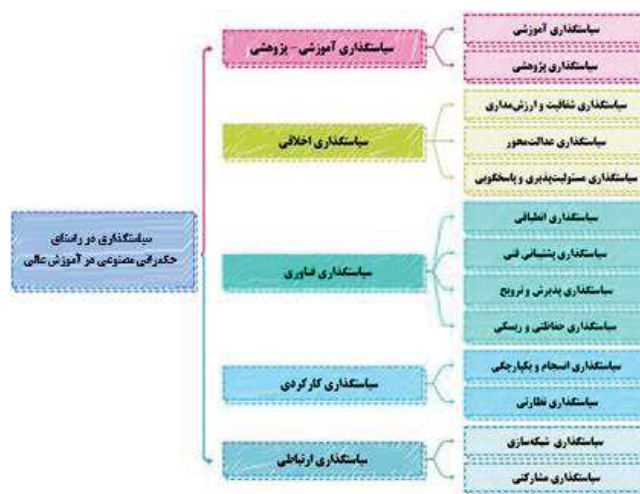 سیاستگذاری در راستای
حکمرانی مصنوعی در آموزش عالی
سیاستگذاری آموزشی - پژوهشی
سیاستگذاری آموزشی
سیاستگذاری پژوهشی
سیاستگذاری اخلاقی
سیاستگذاری شفافیت و ارزش‌مداری
سیاستگذاری عدالت‌محور
سیاستگذاری مسئولیت‌پذیری و پاسخگویی
سیاستگذاری فناوری
سیاستگذاری انطباقی
سیاستگذاری پشتیبانی فنی
سیاستگذاری پذیرش و ترویج
سیاستگذاری حفاظتی و ریسکی
سیاستگذاری کارکردی
سیاستگذاری انسجام و یکپارچگی
سیاستگذاری نظارتی
سیاستگذاری ارتباطی
سیاستگذاری شبکه‌سازی
سیاستگذاری مشارکتی